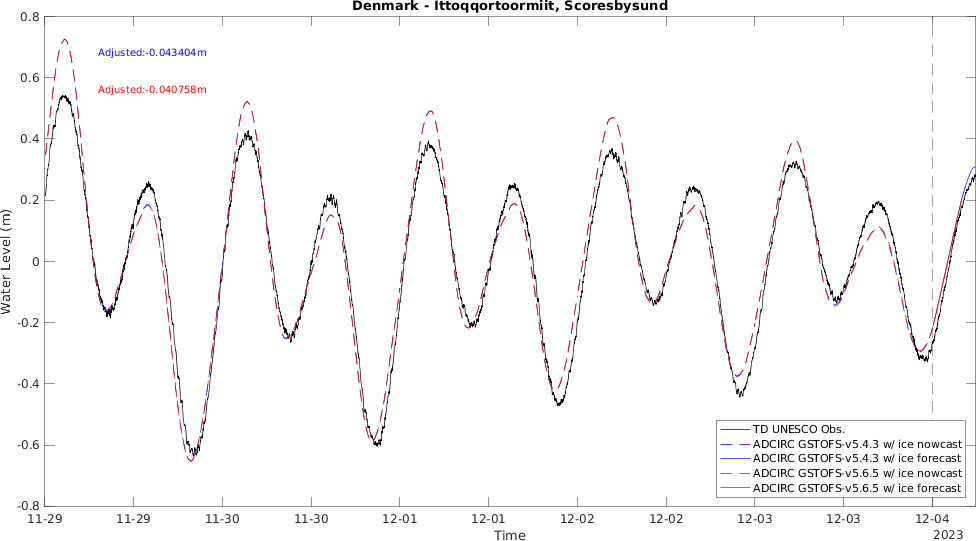 Denmark - Ittoqqortoormiit, Scoresbysund
0.8
0.6
0.4
0.2
0
-0.2
-0.4
-0.6
-0.8
Water Level (m)
Adjusted:-0.043404m
Adjusted:-0.040758m
TD UNESCO Obs.
ADCIRC GSTOFS-v5.4.3 w/ ice nowcast
ADCIRC GSTOFS-v5.4.3 w/ ice forecast
ADCIRC GSTOFS-v5.6.5 w/ ice nowcast
ADCIRC GSTOFS-v5.6.5 w/ ice forecast
11-29 11-29 11-30 11-30 12-01 12-01 12-02 12-02 12-03 12-03 12-04
Time
2023